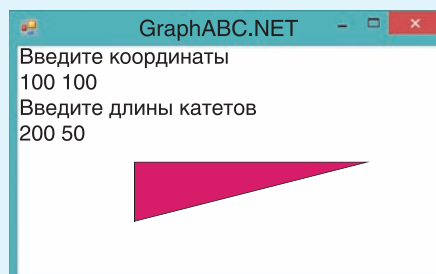 GraphABC.NET
Введите координаты
100 100
Введите длины катетов
200 50